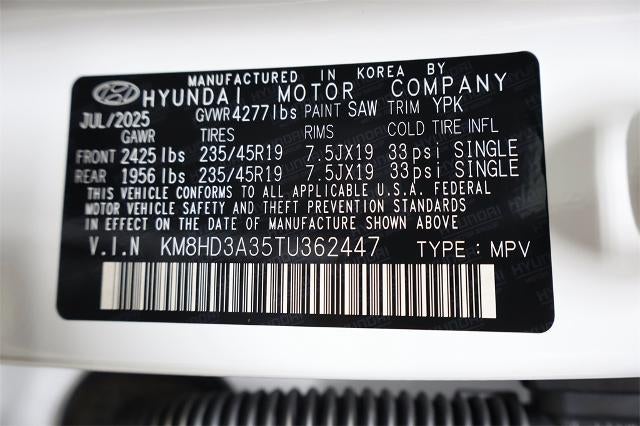 MANUFACTURED IN KOREA BY
HYUNDAI MOTOR COMPANY
JUL/2025 GVWR 4277lbs PAINT SAW TRIM YPK
GAWR TIRES RIMS COLD TIRE INFL
FRONT 2425lbs 235/45R19 7.5JX19 33psi SINGLE
REAR 1956lbs 235/45R19 7.5JX19 33psi SINGLE
THIS VEHICLE CONFORMS TO ALL APPLICABLE U.S.A. FEDERAL
MOTOR VEHICLE SAFETY AND THEFT PREVENTION STANDARDS
IN EFFECT ON THE DATE OF MANUFACTURE SHOWN ABOVE
V.I.N KM8HD3A35TU362447 TYPE: MPV